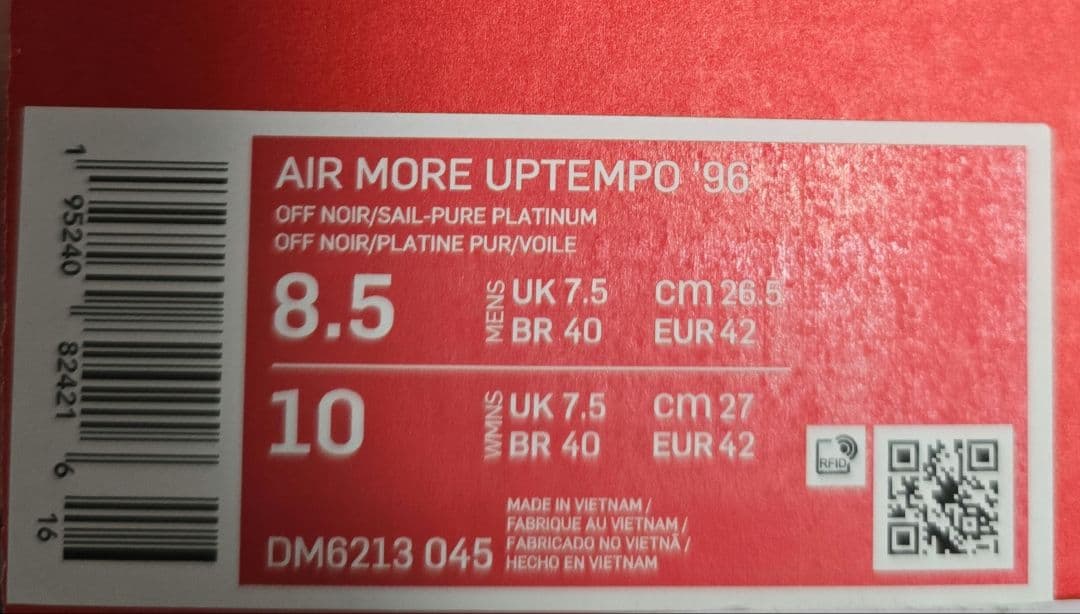 AIR MORE UPTEMPO '96
OFF NOIR/SAIL-PURE PLATINUM
OFF NOIR/PLATINE PUR/VOILE
8.5 MENS UK 7.5 cm 26.5
BR 40 EUR 42
10 WMNS UK 7.5 cm 27
BR 40 EUR 42
RFID
MADE IN VIETNAM /
FABRIQUE AU VIETNAM /
FABRICADO NO VIETNÃ /
HECHO EN VIETNAM
DM6213 045
1 95240 82421 6 16